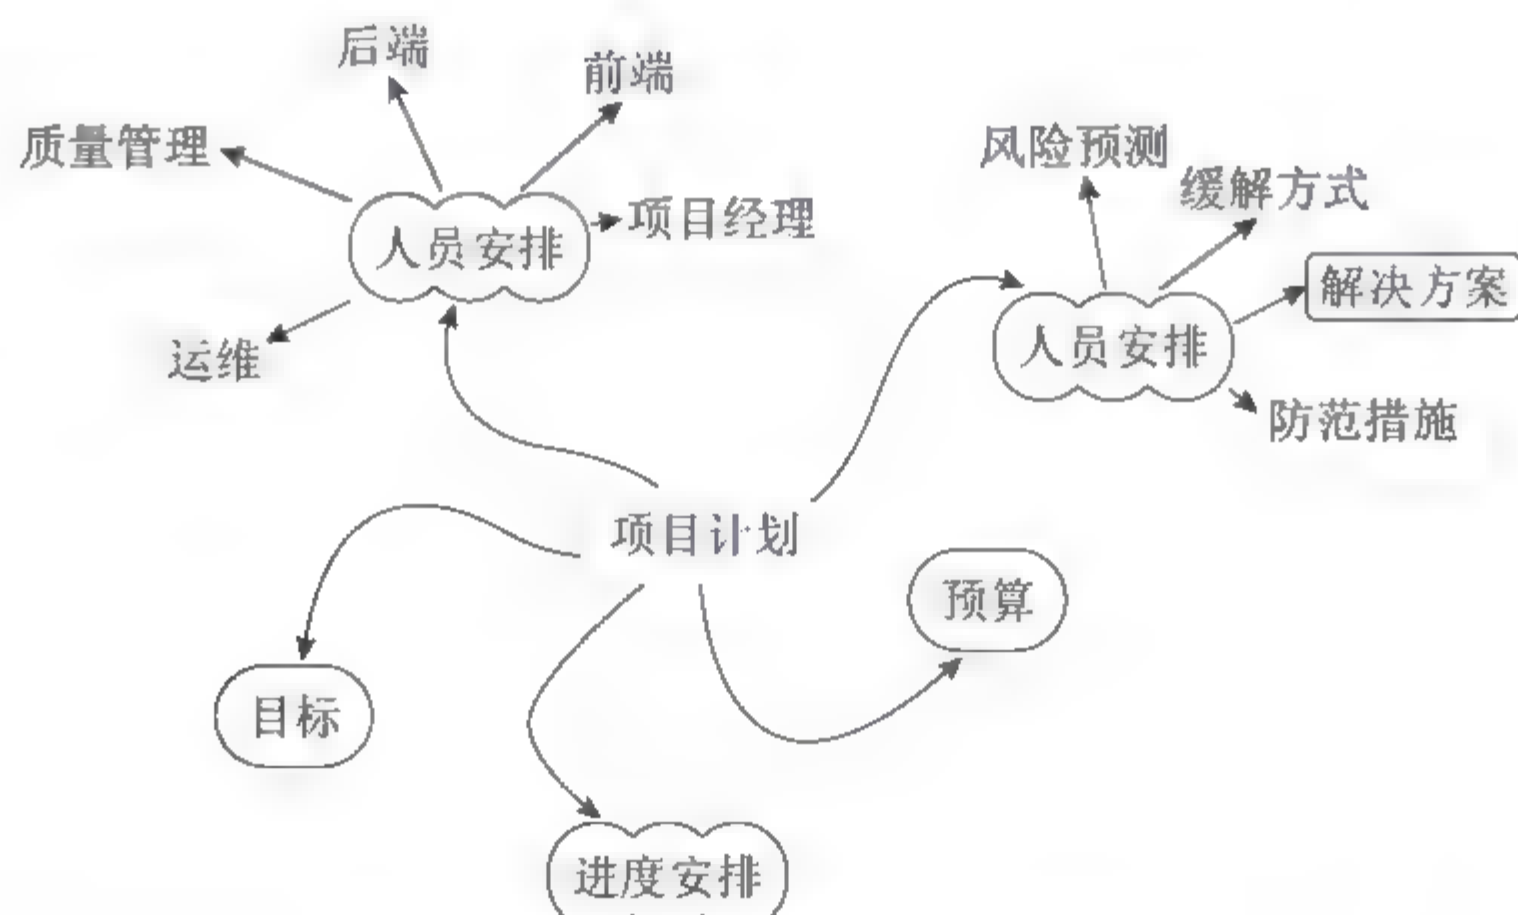 后端
前端
质量管理
项目经理
人员安排
运维
风险预测
缓解方式
解决方案
人员安排
防范措施
项目计划
预算
目标
进度安排